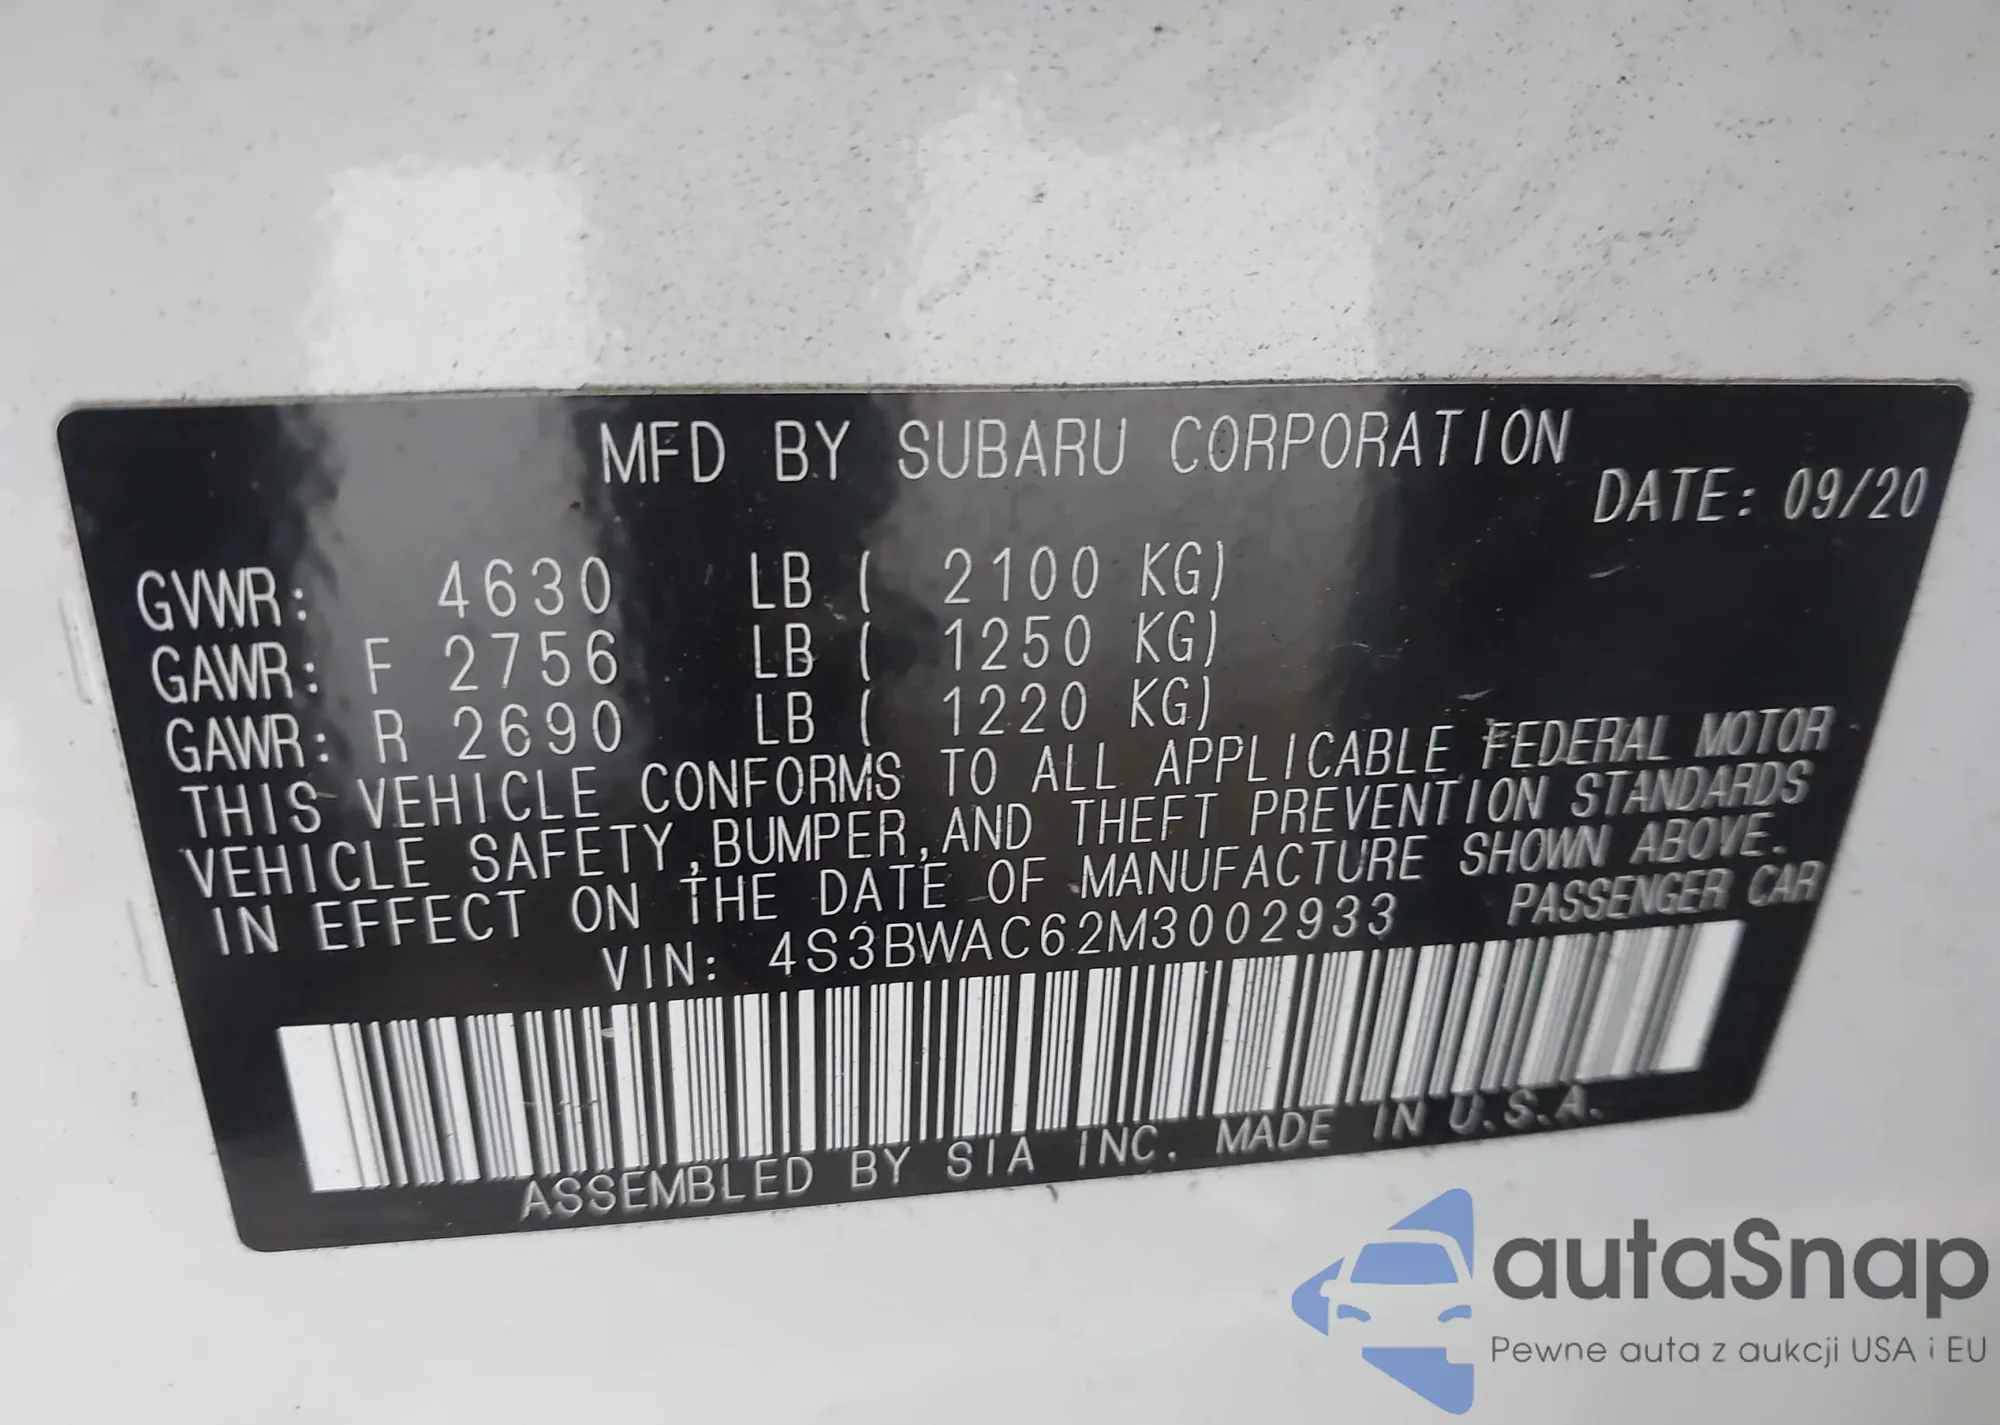 MFD BY SUBARU CORPORATION
DATE: 09/20
GVWR: 4630 LB ( 2100 KG)
GAWR: F 2756 LB ( 1250 KG)
GAWR: R 2690 LB ( 1220 KG)
THIS VEHICLE CONFORMS TO ALL APPLICABLE FEDERAL MOTOR
VEHICLE SAFETY, BUMPER, AND THEFT PREVENTION STANDARDS
IN EFFECT ON THE DATE OF MANUFACTURE SHOWN ABOVE.
VIN: 4S3BWAC62M3002933 PASSENGER CAR
ASSEMBLED BY SIA INC. MADE IN U.S.A.
autaSnap
Pewne auta z aukcji USA i EU